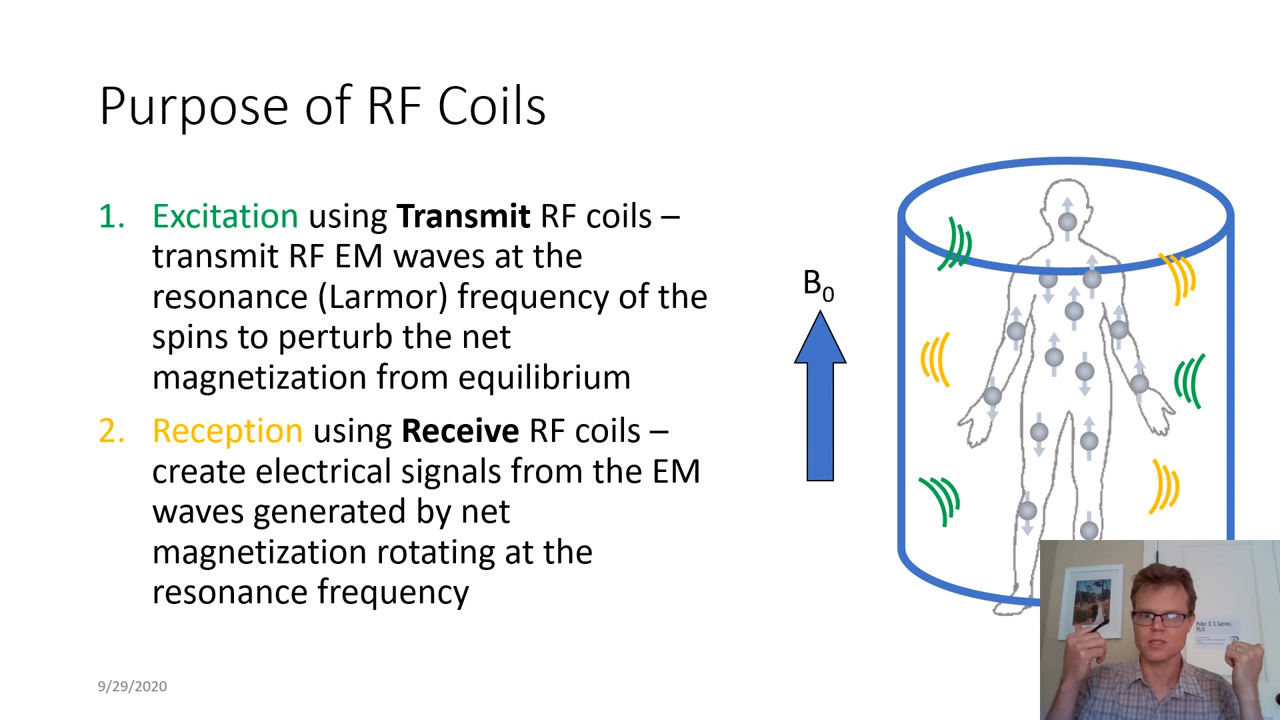 Purpose of RF Coils
1. Excitation using Transmit RF coils –
transmit RF EM waves at the
resonance (Larmor) frequency of the
spins to perturb the net
magnetization from equilibrium
2. Reception using Receive RF coils –
create electrical signals from the EM
waves generated by net
magnetization rotating at the
resonance frequency
B0
9/29/2020
Ph.D